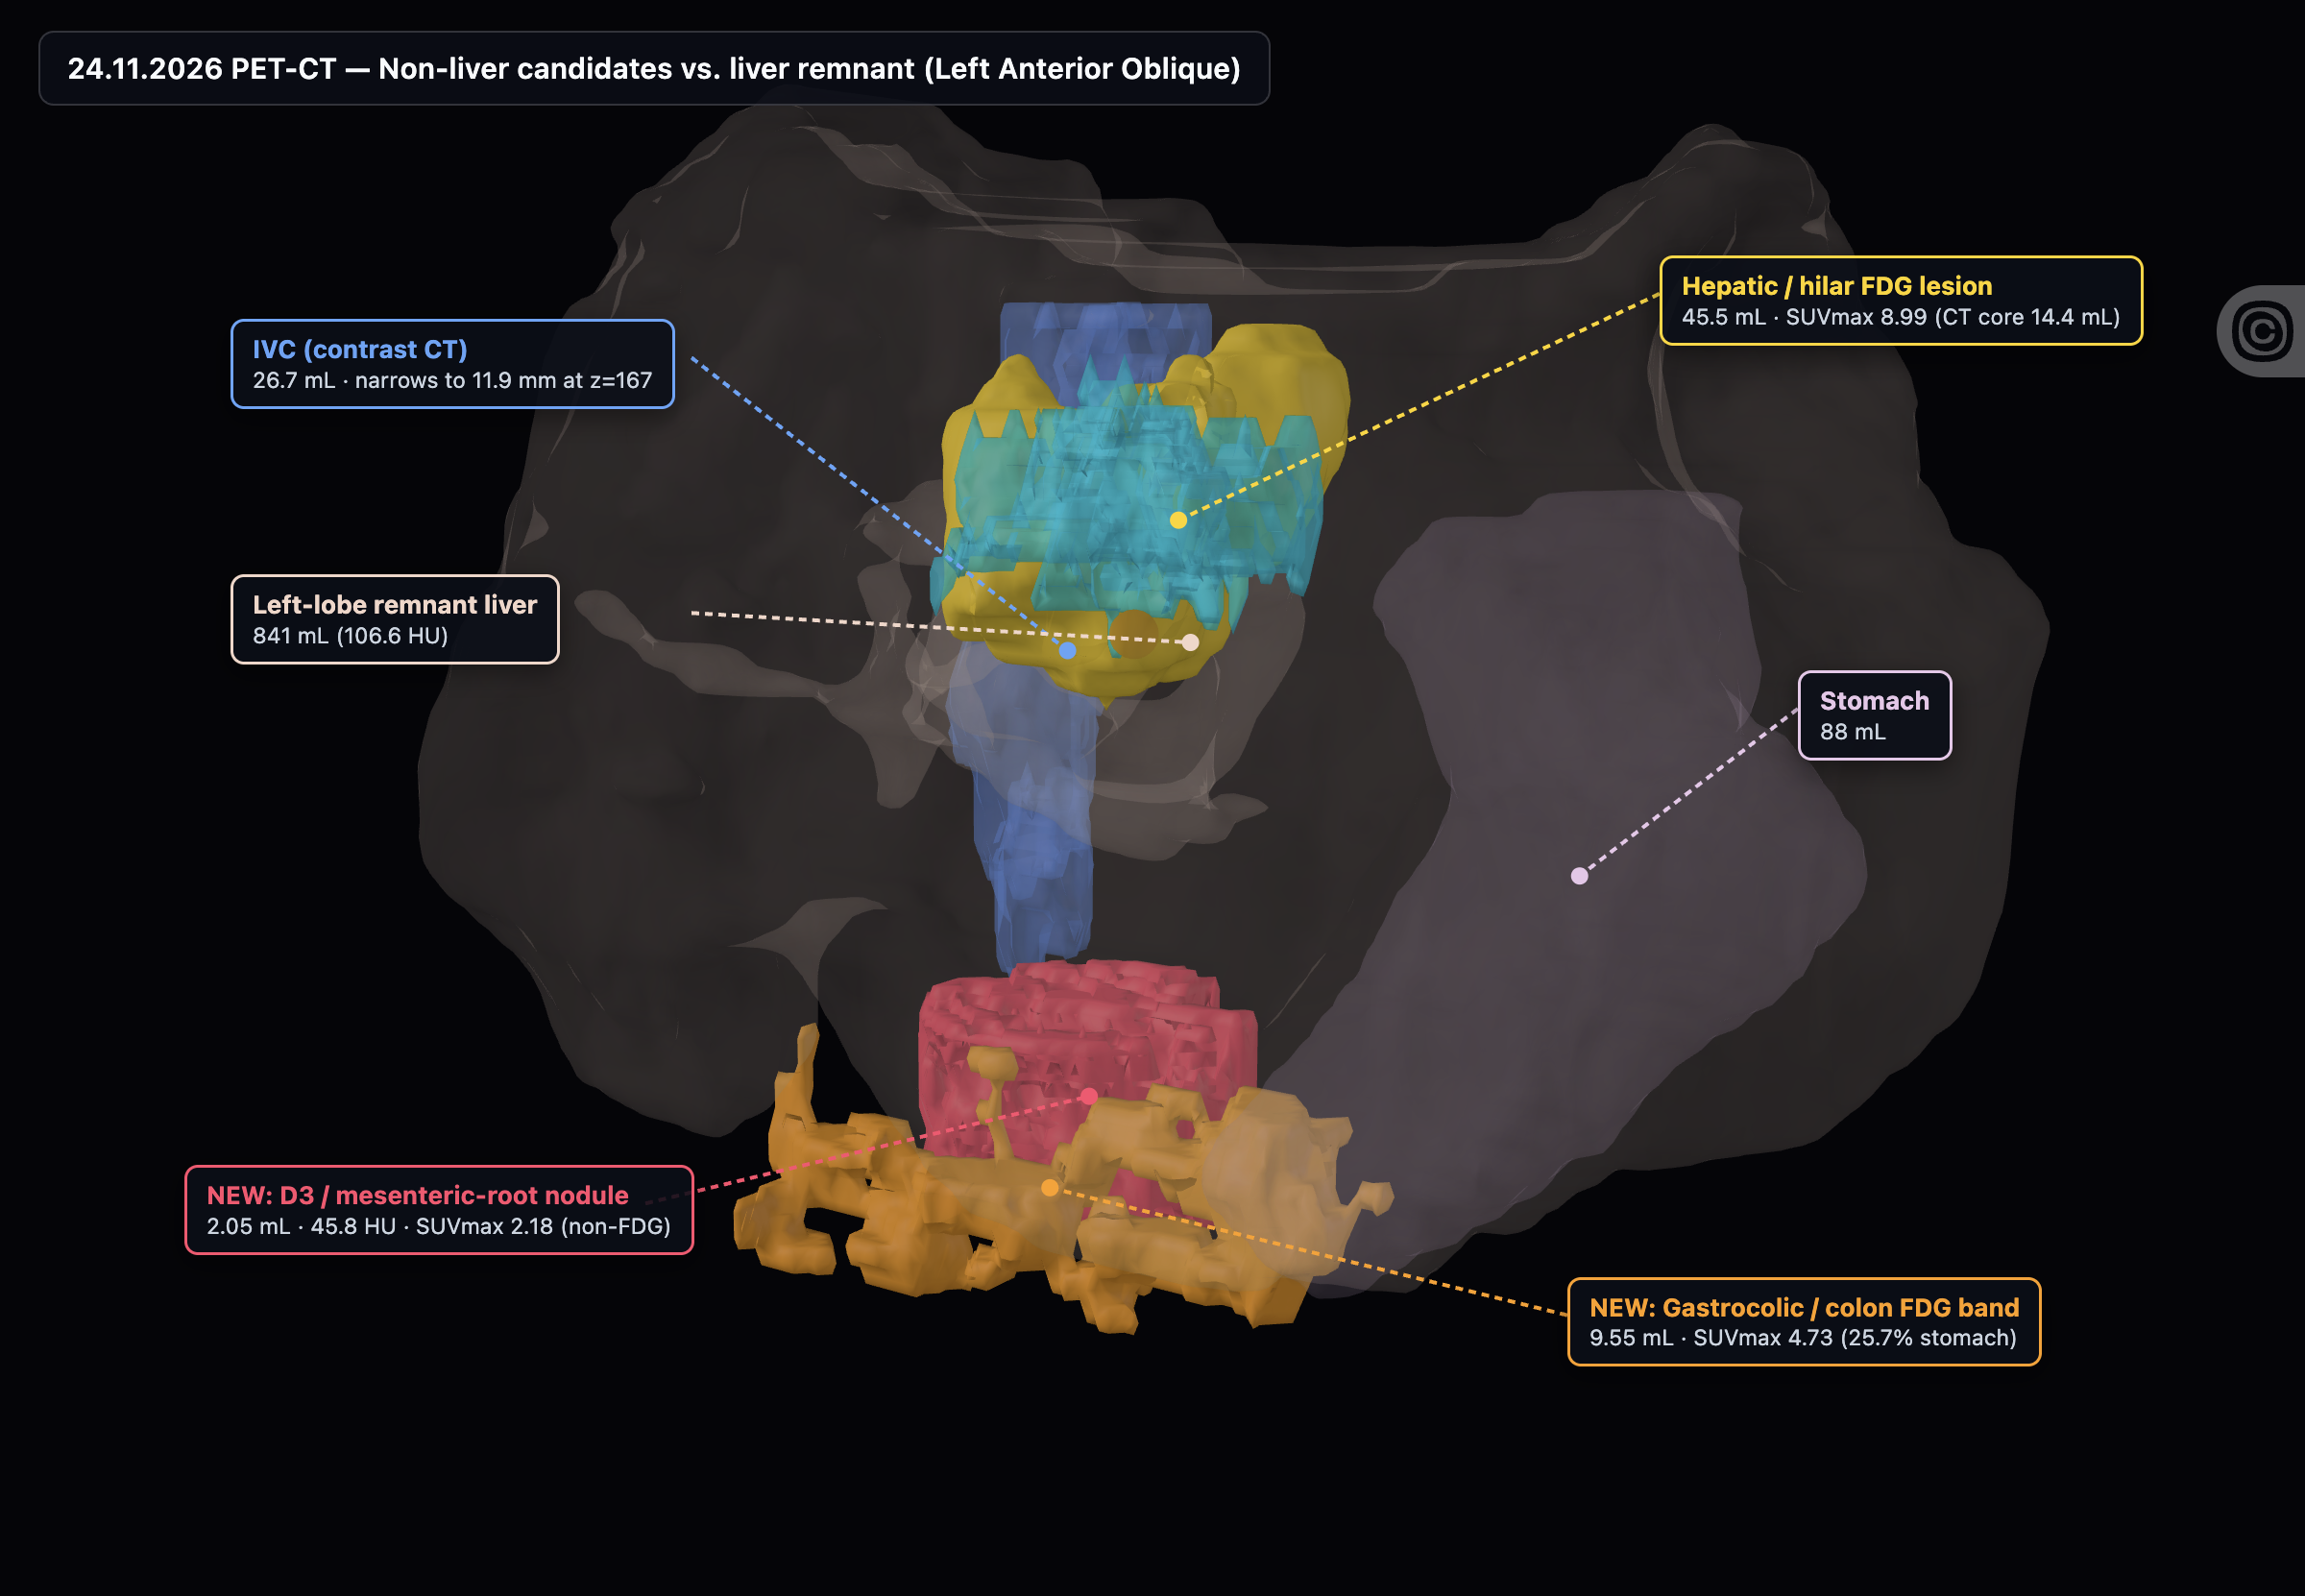 24.11.2026 PET-CT — Non-liver candidates vs. liver remnant (Left Anterior Oblique)
Hepatic / hilar FDG lesion
45.5 mL · SUVmax 8.99 (CT core 14.4 mL)
IVC (contrast CT)
26.7 mL · narrows to 11.9 mm at z=167
Left-lobe remnant liver
841 mL (106.6 HU)
Stomach
88 mL
NEW: D3 / mesenteric-root nodule
2.05 mL · 45.8 HU · SUVmax 2.18 (non-FDG)
NEW: Gastrocolic / colon FDG band
9.55 mL · SUVmax 4.73 (25.7% stomach)